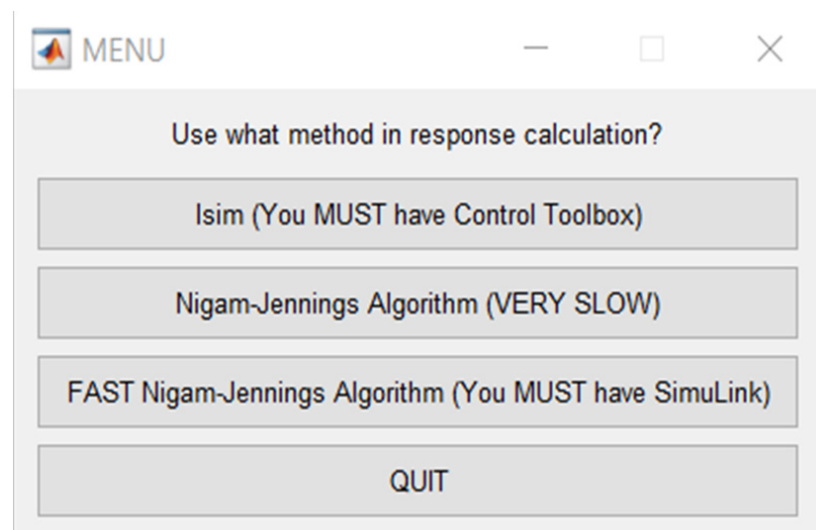 MENU
Use what method in response calculation?
lsim (You MUST have Control Toolbox)
Nigam-Jennings Algorithm (VERY SLOW)
FAST Nigam-Jennings Algorithm (You MUST have SimuLink)
QUIT